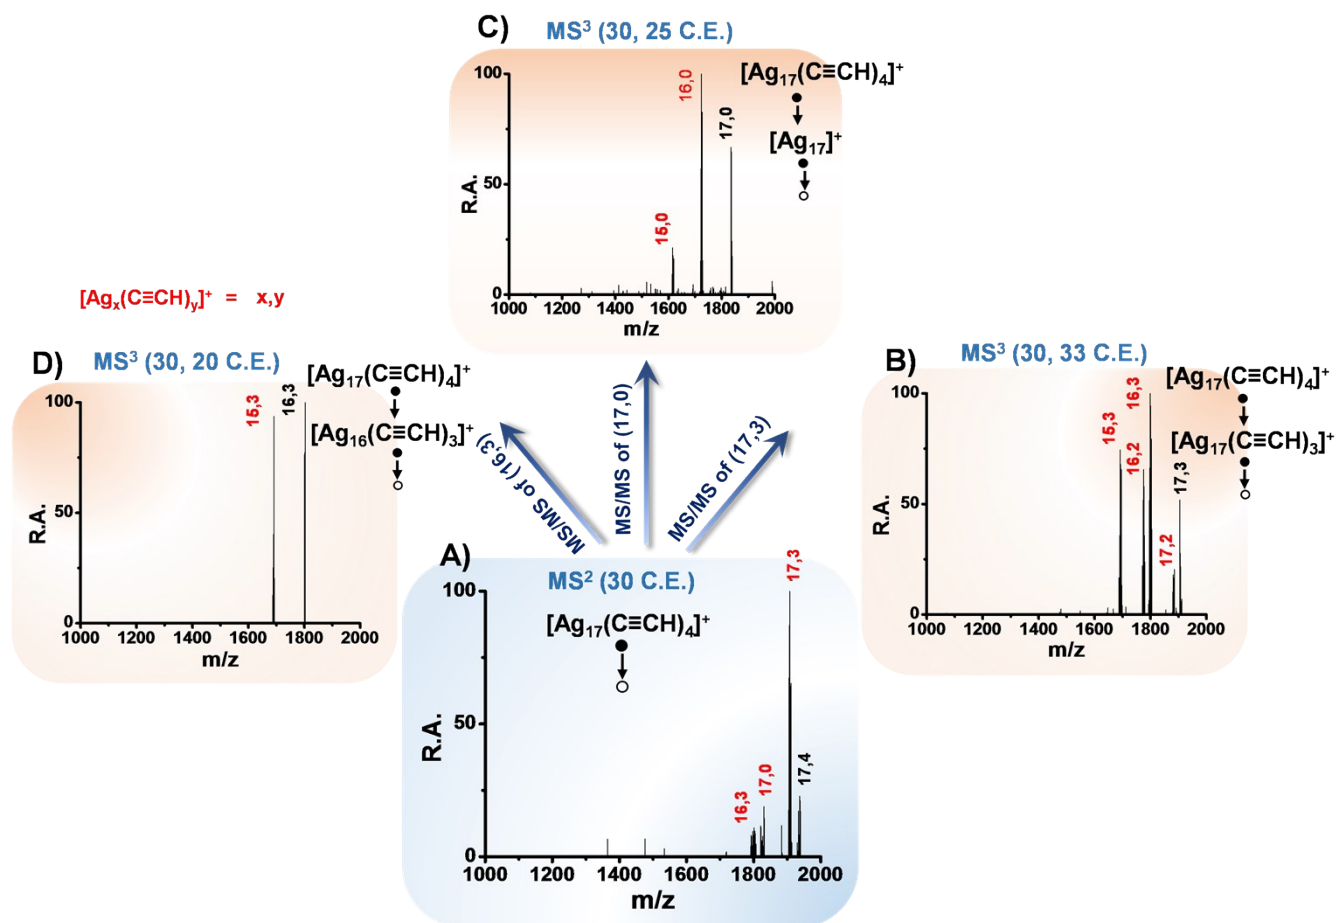 C)
MS³ (30, 25 C.E.)
[Ag₁₇(C≡CH)₄]⁺
[Ag₁₇]⁺
16,0
17,0
15,0
100
50
0
R.A.
1000 1200 1400 1600 1800 2000
m/z
[Agₓ(C≡CH)ᵧ]⁺ = x,y
D)
MS³ (30, 20 C.E.)
[Ag₁₇(C≡CH)₄]⁺
[Ag₁₆(C≡CH)₃]⁺
15,3
16,3
100
50
0
R.A.
1000 1200 1400 1600 1800 2000
m/z
MS/MS of (16,3)
MS/MS of (17,0)
MS/MS of (17,3)
B)
MS³ (30, 33 C.E.)
[Ag₁₇(C≡CH)₄]⁺
[Ag₁₇(C≡CH)₃]⁺
16,3
15,3
16,2
17,3
17,2
100
50
0
R.A.
1000 1200 1400 1600 1800 2000
m/z
A)
MS² (30 C.E.)
[Ag₁₇(C≡CH)₄]⁺
17,3
17,4
17,0
16,3
100
50
0
R.A.
1000 1200 1400 1600 1800 2000
m/z